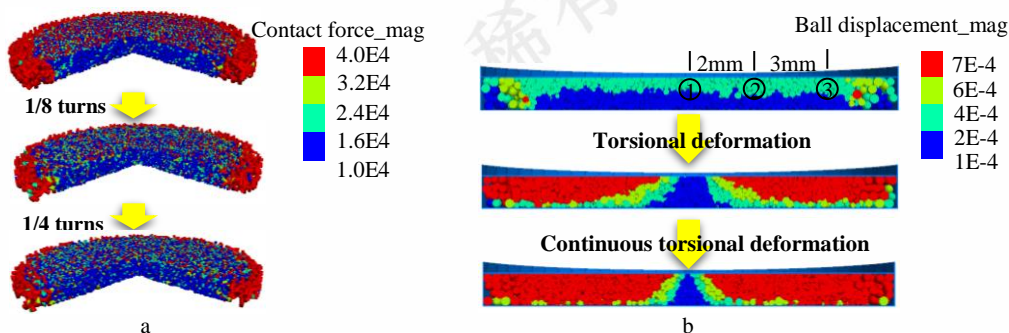 Contact force_mag
4.0E4
3.2E4
2.4E4
1.6E4
1.0E4
1/8 turns
1/4 turns
a
稀有
Ball displacement_mag
2mm
3mm
① ② ③
7E-4
6E-4
4E-4
2E-4
1E-4
Torsional deformation
Continuous torsional deformation
b